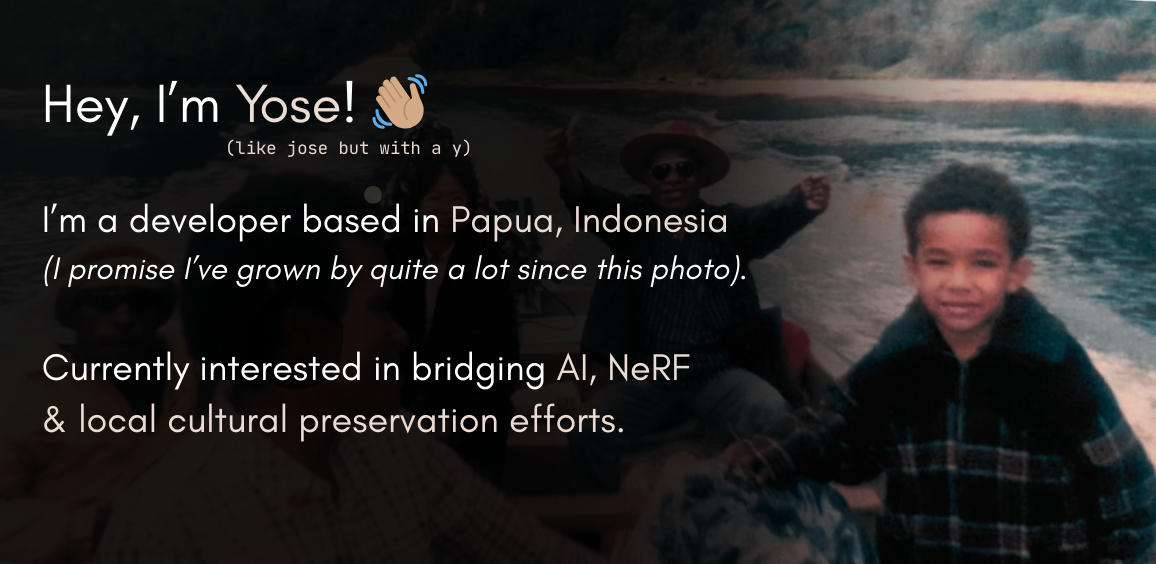 Hey, I'm Yose! 👋🏽
(like jose but with a y)
I'm a developer based in Papua, Indonesia
(I promise I've grown by quite a lot since this photo).
Currently interested in bridging AI, NeRF
& local cultural preservation efforts.